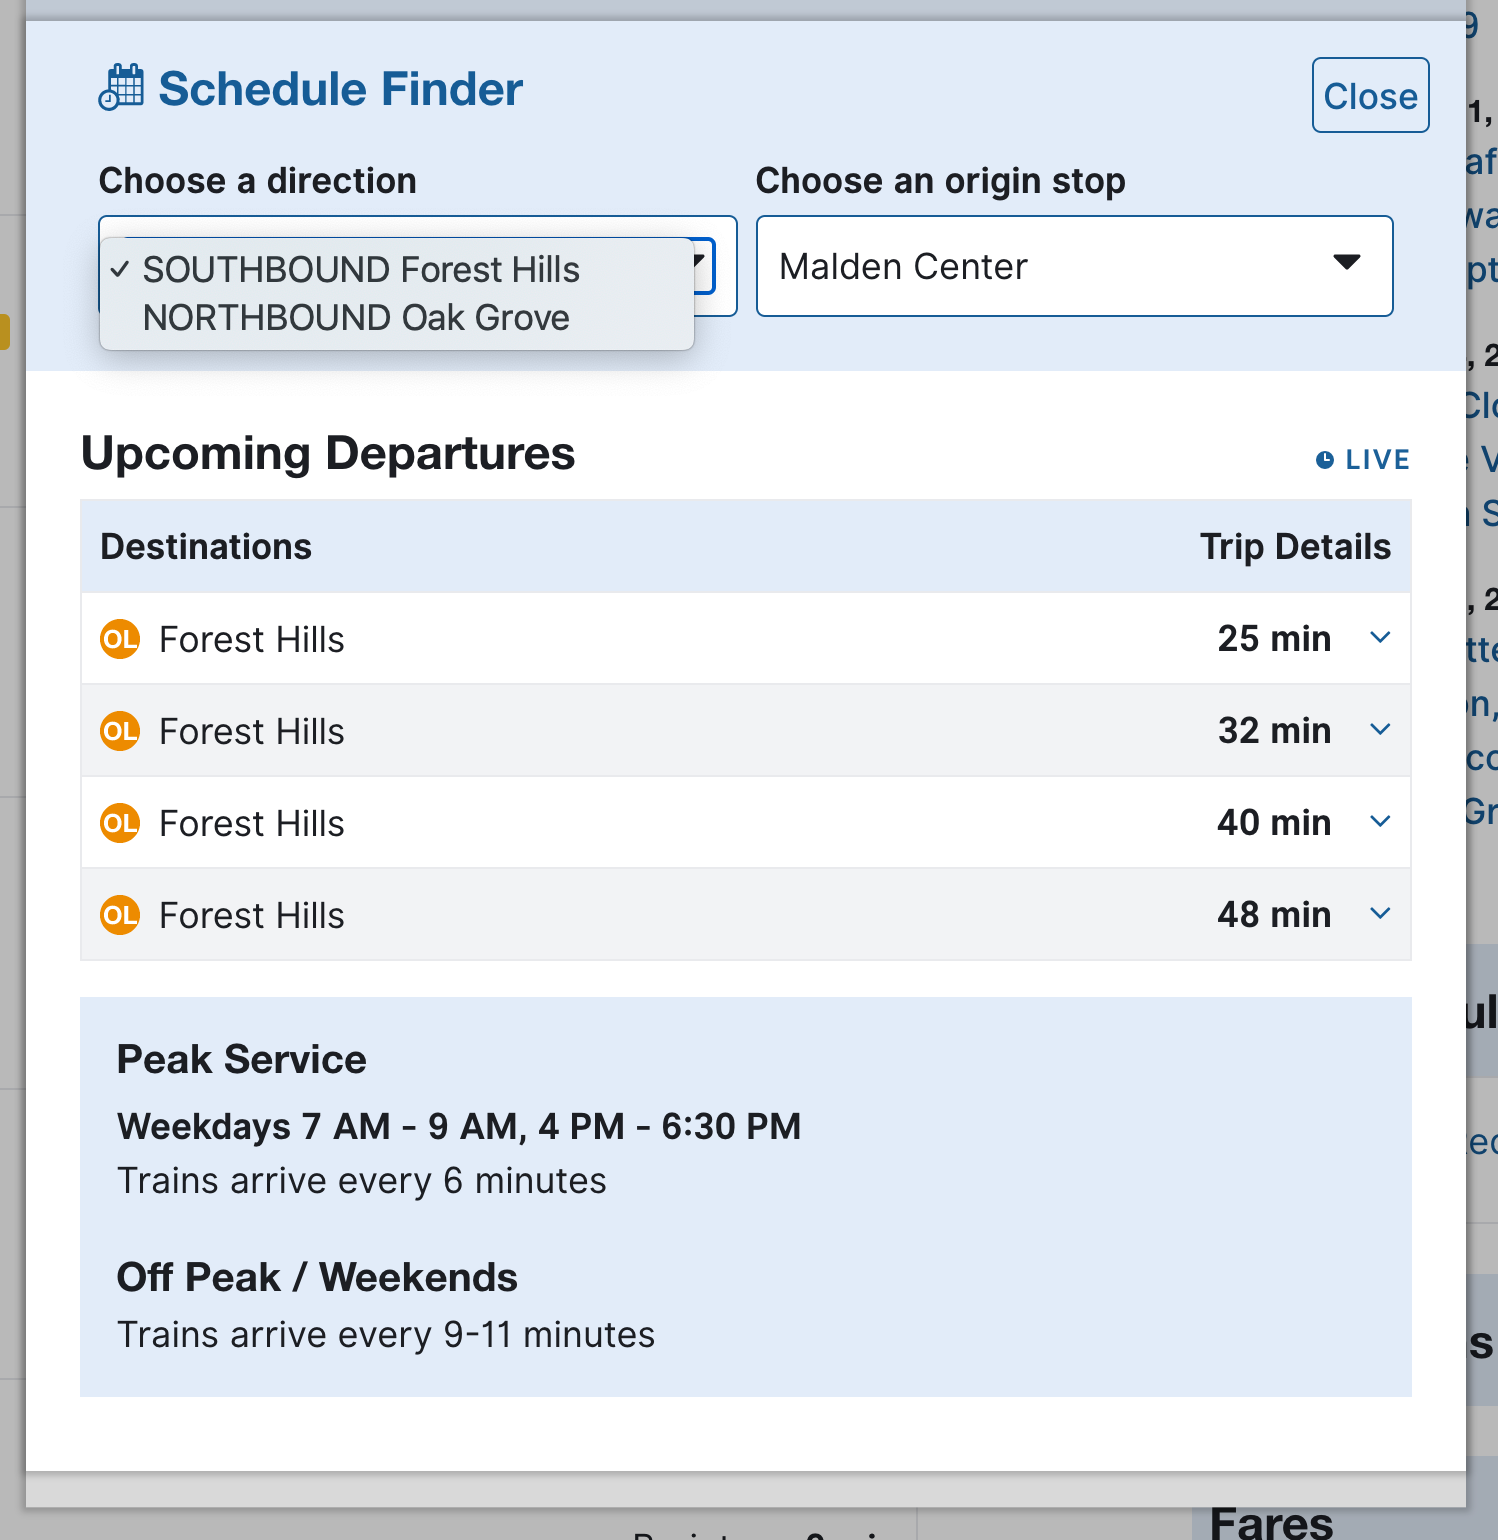 Schedule Finder
Close
Choose a direction
Choose an origin stop
✓ SOUTHBOUND Forest Hills
NORTHBOUND Oak Grove
Malden Center
Upcoming Departures
LIVE
Destinations
Trip Details
OL Forest Hills 25 min
OL Forest Hills 32 min
OL Forest Hills 40 min
OL Forest Hills 48 min
Peak Service
Weekdays 7 AM - 9 AM, 4 PM - 6:30 PM
Trains arrive every 6 minutes
Off Peak / Weekends
Trains arrive every 9-11 minutes
Fares